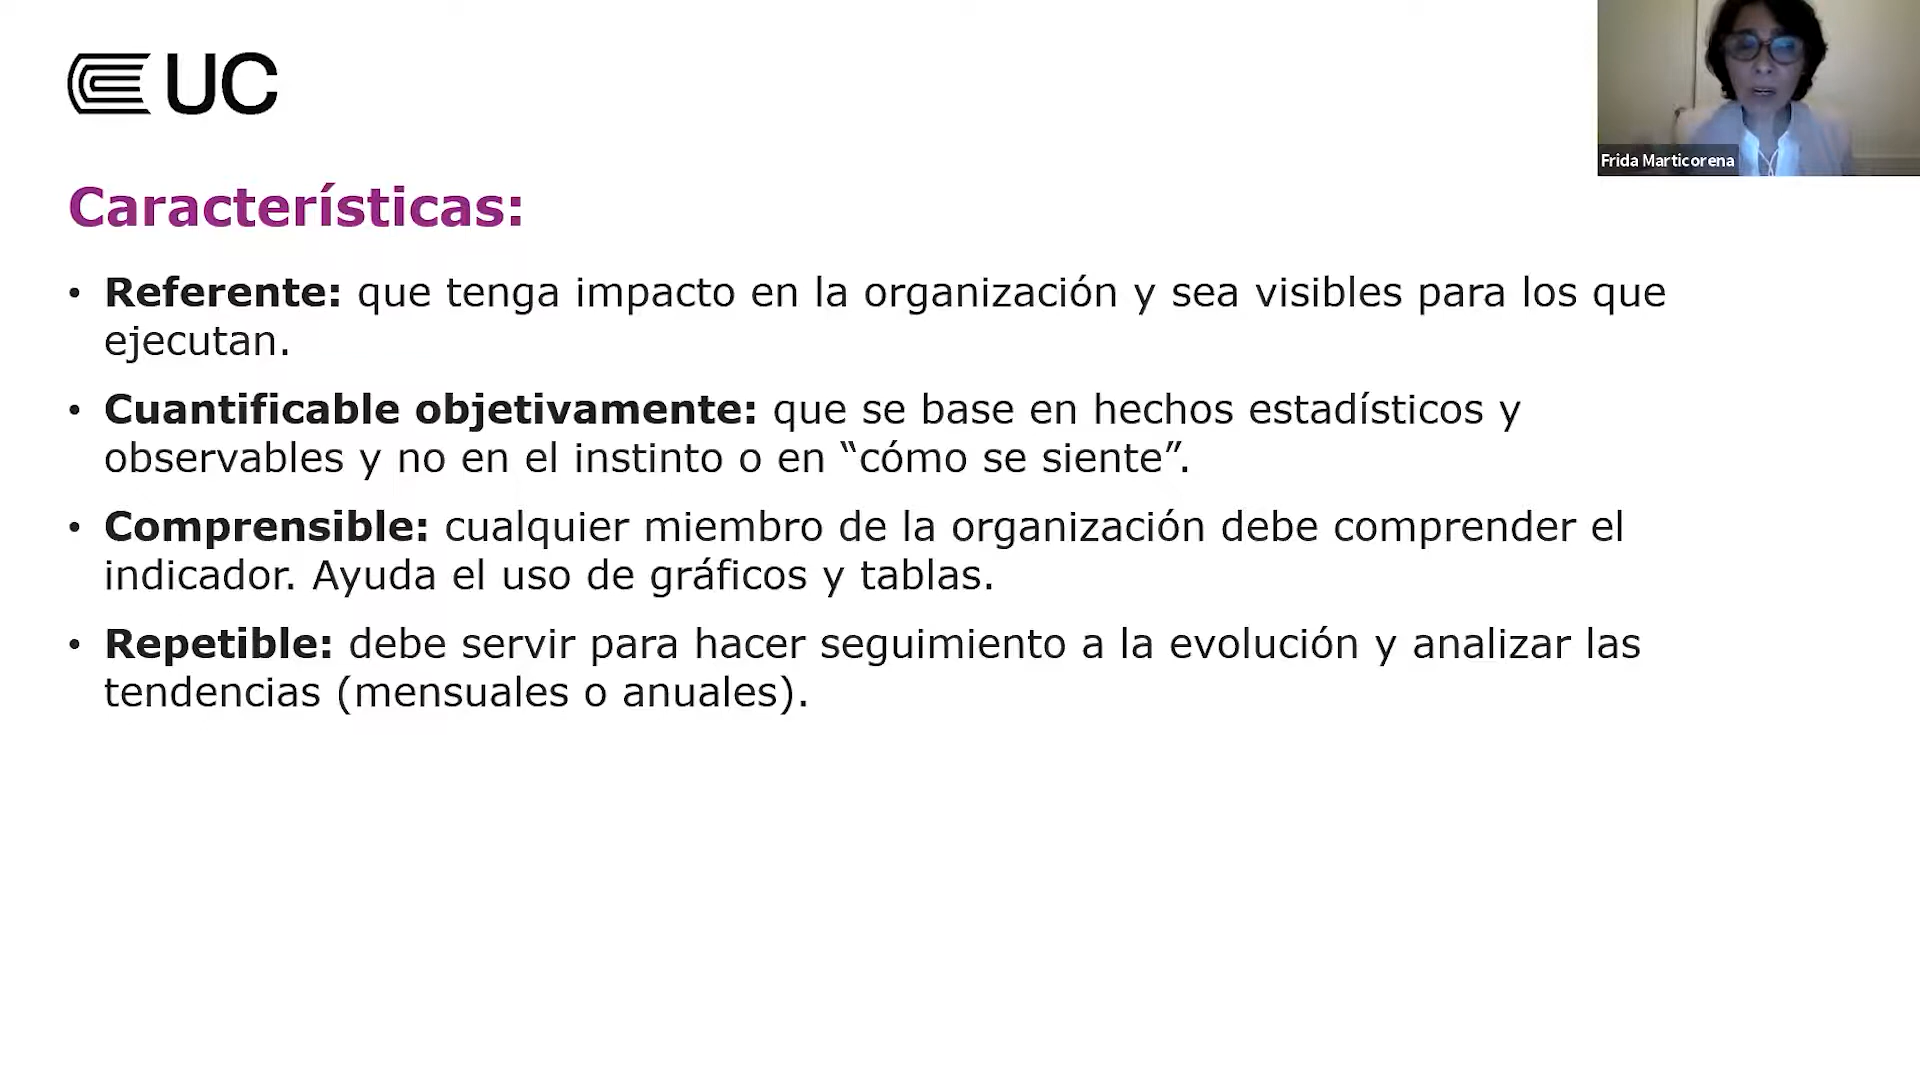 UC
Frida Marticorena
Características:
• Referente: que tenga impacto en la organización y sea visibles para los que
ejecutan.
• Cuantificable objetivamente: que se base en hechos estadísticos y
observables y no en el instinto o en “cómo se siente”.
• Comprensible: cualquier miembro de la organización debe comprender el
indicador. Ayuda el uso de gráficos y tablas.
• Repetible: debe servir para hacer seguimiento a la evolución y analizar las
tendencias (mensuales o anuales).